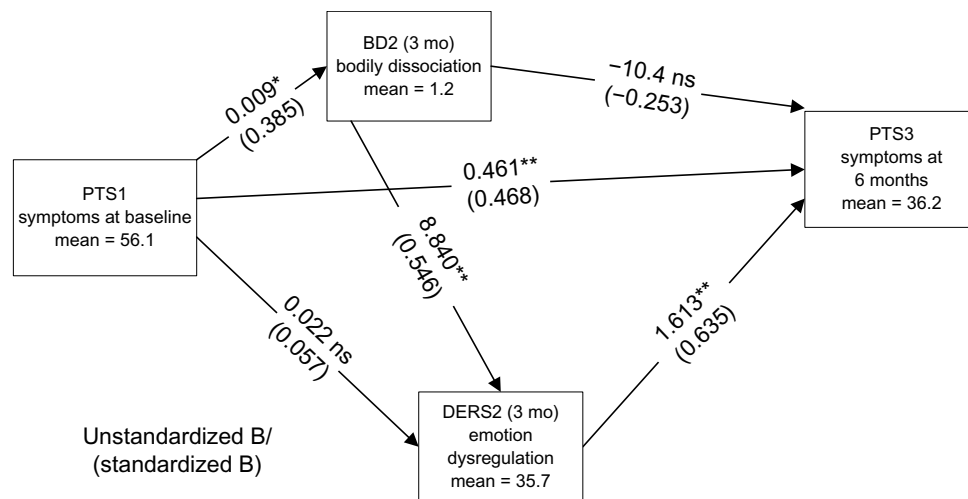 BD2 (3 mo)
bodily dissociation
mean = 1.2
0.009*
(0.385)
−10.4 ns
(−0.253)
PTS3
symptoms at
6 months
mean = 36.2
PTS1
symptoms at baseline
mean = 56.1
0.461**
(0.468)
8.840**
(0.546)
0.022 ns
(0.057)
1.613**
(0.635)
DERS2 (3 mo)
emotion
dysregulation
mean = 35.7
Unstandardized B/
(standardized B)